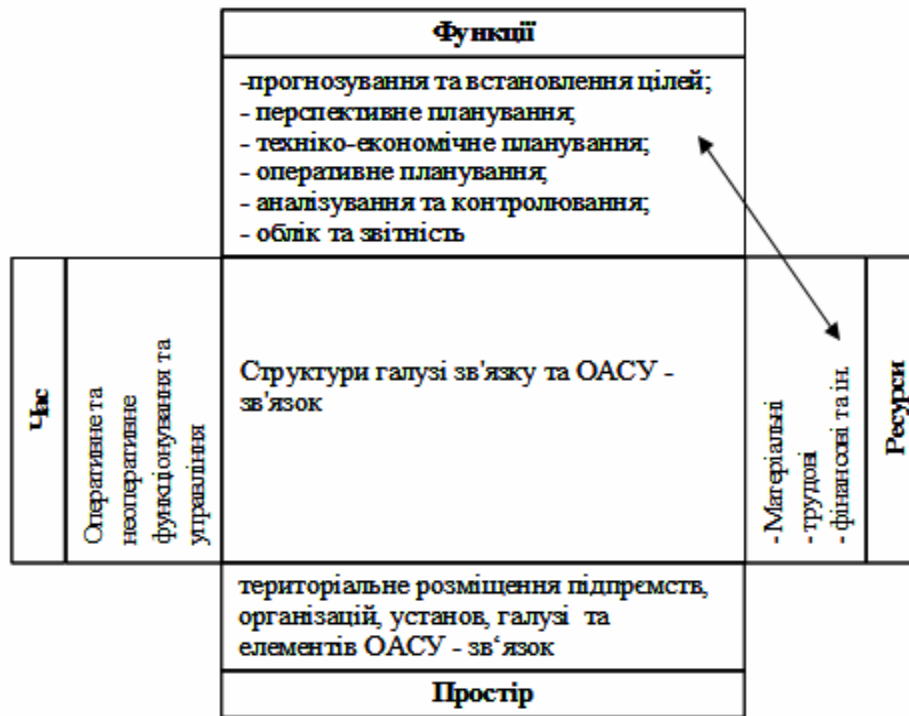 Функції
-прогнозування та встановлення цілей;
- перспективне планування;
- техніко-економічне планування;
- оперативне планування;
- аналізування та контролювання;
- облік та звітність
Час
Оперативне та
неоперативне
функціонування та
управління
Структури галузі зв'язку та ОАСУ -
зв'язок
- Матеріальні
- трудові
- фінансові та ін.
Ресурси
територіальне розміщення підпрємств,
організацій, установ, галузі та
елементів ОАСУ - зв‘язок
Простір